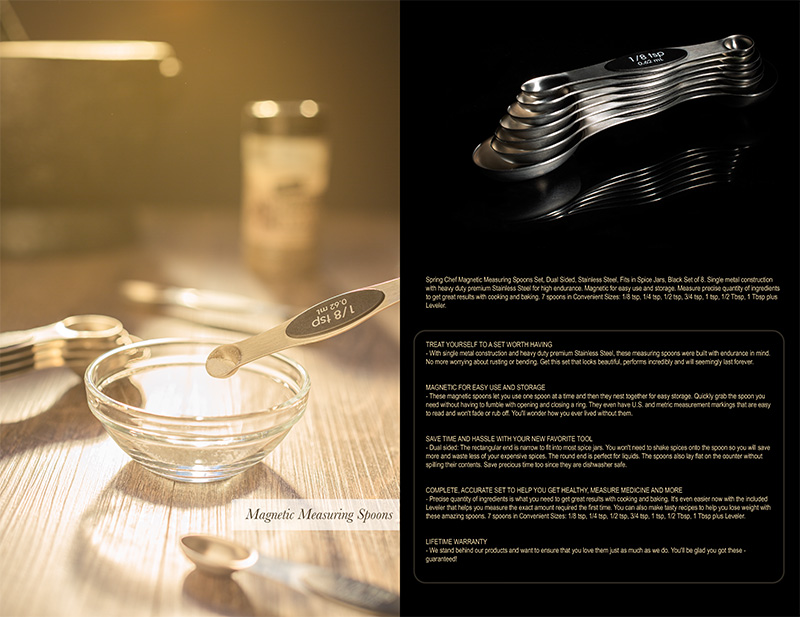 1/8 tsp
0.62 mL
Magnetic Measuring Spoons
1/8 tsp
0.62 mL
Spring Chef Magnetic Measuring Spoons Set, Dual Sided, Stainless Steel, Fits in Spice Jars, Black Set of 8. Single metal construction
with heavy duty premium Stainless Steel for high endurance. Magnetic for easy use and storage. Measure precise quantity of ingredients
to get great results with cooking and baking. 7 spoons in Convenient Sizes: 1/8 tsp, 1/4 tsp, 1/2 tsp, 3/4 tsp, 1 tsp, 1/2 Tbsp, 1 Tbsp plus
Leveler.
TREAT YOURSELF TO A SET WORTH HAVING
- With single metal construction and heavy duty premium Stainless Steel, these measuring spoons were built with endurance in mind.
No more worrying about rusting or bending. Get this set that looks beautiful, performs incredibly and will seemingly last forever.
MAGNETIC FOR EASY USE AND STORAGE
- These magnetic spoons let you use one spoon at a time and then they nest together for easy storage. Quickly grab the spoon you
need without having to fumble with opening and closing a ring. They even have U.S. and metric measurement markings that are easy
to read and won't fade or rub off. You'll wonder how you ever lived without them.
SAVE TIME AND HASSLE WITH YOUR NEW FAVORITE TOOL
- Dual sided: The rectangular end is narrow to fit into most spice jars. You won't need to shake spices onto the spoon so you will save
more and waste less of your expensive spices. The round end is perfect for liquids. The spoons also lay flat on the counter without
spilling their contents. Save precious time too since they are dishwasher safe.
COMPLETE, ACCURATE SET TO HELP YOU GET HEALTHY, MEASURE MEDICINE AND MORE
- Precise quantity of ingredients is what you need to get great results with cooking and baking. It's even easier now with the included
Leveler that helps you measure the exact amount required the first time. You can also make tasty recipes to help you lose weight with
these amazing spoons. 7 spoons in Convenient Sizes: 1/8 tsp, 1/4 tsp, 1/2 tsp, 3/4 tsp, 1 tsp, 1/2 Tbsp, 1 Tbsp plus Leveler.
LIFETIME WARRANTY
- We stand behind our products and want to ensure that you love them just as much as we do. You'll be glad you got these -
guaranteed!